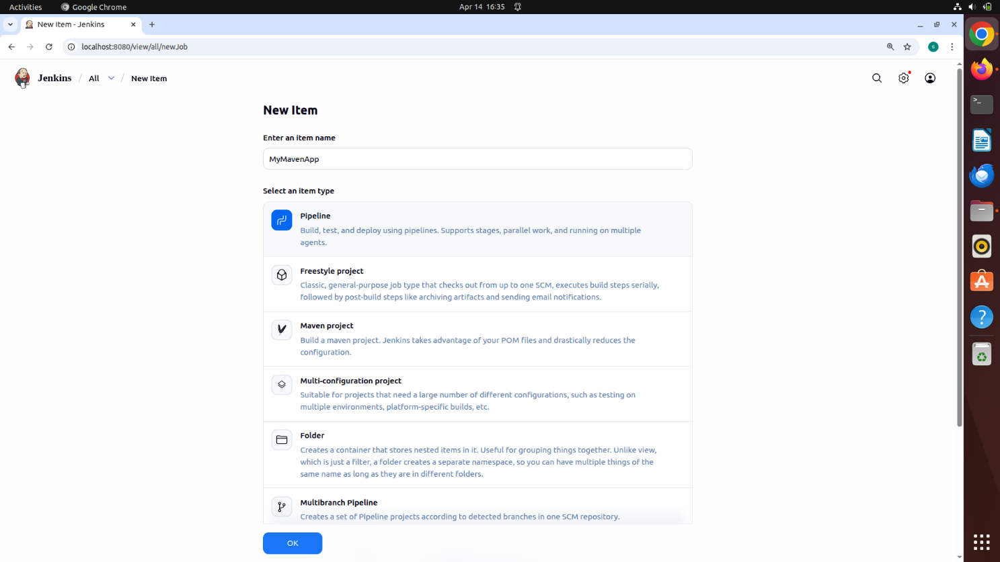 Activities
Google Chrome
Apr 14 16:35
New Item - Jenkins
localhost:8080/view/all/newJob
Jenkins / All / New Item
New Item
Enter an item name
MyMavenApp
Select an item type
Pipeline
Build, test, and deploy using pipelines. Supports stages, parallel work, and running on multiple
agents.
Freestyle project
Classic, general-purpose job type that checks out from up to one SCM, executes build steps serially,
followed by post-build steps like archiving artifacts and sending email notifications.
Maven project
Build a maven project. Jenkins takes advantage of your POM files and drastically reduces the
configuration.
Multi-configuration project
Suitable for projects that need a large number of different configurations, such as testing on
multiple environments, platform-specific builds, etc.
Folder
Creates a container that stores nested items in it. Useful for grouping things together. Unlike view,
which is just a filter, a folder creates a separate namespace, so you can have multiple things of the
same name as long as they are in different folders.
Multibranch Pipeline
Creates a set of Pipeline projects according to detected branches in one SCM repository.
OK